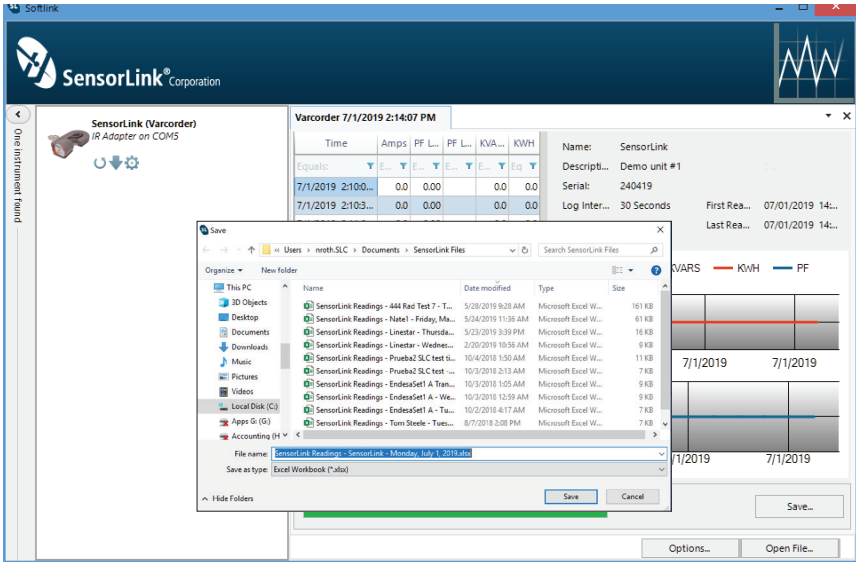 Softlink
SensorLink® Corporation
One instrument found
SensorLink (Varcorder)
IR Adapter on COM5
Varcorder 7/1/2019 2:14:07 PM
Time Amps PF L... PF L... KVA... KWH
Equals: E... E... E... E... Eq
7/1/2019 2:10:0... 0.0 0.00 0.0 0.0
7/1/2019 2:10:3... 0.0 0.00 0.0 0.0
Name: SensorLink
Descripti... Demo unit #1
Serial: 240419
Log Inter... 30 Seconds First Rea... 07/01/2019 14:...
Last Rea... 07/01/2019 14:...
KVARS KWH PF
7/1/2019 7/1/2019
7/1/2019 7/1/2019
Save
« Users › nroth.SLC › Documents › SensorLink Files
Search SensorLink Files
Organize New folder
This PC
3D Objects
Desktop
Documents
Downloads
Music
Pictures
Videos
Local Disk (C:)
Apps G: (G:)
Accounting (H
Name Date modified Type Size
SensorLink Readings - 444 Rad Test 7 - T... 5/28/2019 9:28 AM Microsoft Excel W... 161 KB
SensorLink Readings - Nate1 - Friday, Ma... 5/24/2019 11:36 AM Microsoft Excel W... 61 KB
SensorLink Readings - Linestar - Thursda... 5/23/2019 3:39 PM Microsoft Excel W... 16 KB
SensorLink Readings - Linestar - Wednes... 2/20/2019 10:56 AM Microsoft Excel W... 9 KB
SensorLink Readings - Prueba2 SLC test ti... 10/4/2018 1:50 AM Microsoft Excel W... 11 KB
SensorLink Readings - Prueba2 SLC test -... 10/3/2018 2:13 AM Microsoft Excel W... 7 KB
SensorLink Readings - EndesaSet1 A Tran... 10/3/2018 1:05 AM Microsoft Excel W... 9 KB
SensorLink Readings - EndesaSet1 A - We... 10/3/2018 12:59 AM Microsoft Excel W... 9 KB
SensorLink Readings - EndesaSet1 A - Tu... 10/2/2018 4:17 AM Microsoft Excel W... 7 KB
SensorLink Readings - Tom Steele - Tues... 8/7/2018 2:08 PM Microsoft Excel W... 7 KB
File name: SensorLink Readings - SensorLink - Monday, July 1, 2019.xlsx
Save as type: Excel Workbook (*.xlsx)
Hide Folders
Save Cancel
Save...
Options... Open File...